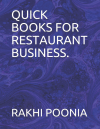 QUICK
BOOKS FOR
RESTAURANT
BUSINESS.
RAKHI POONIA